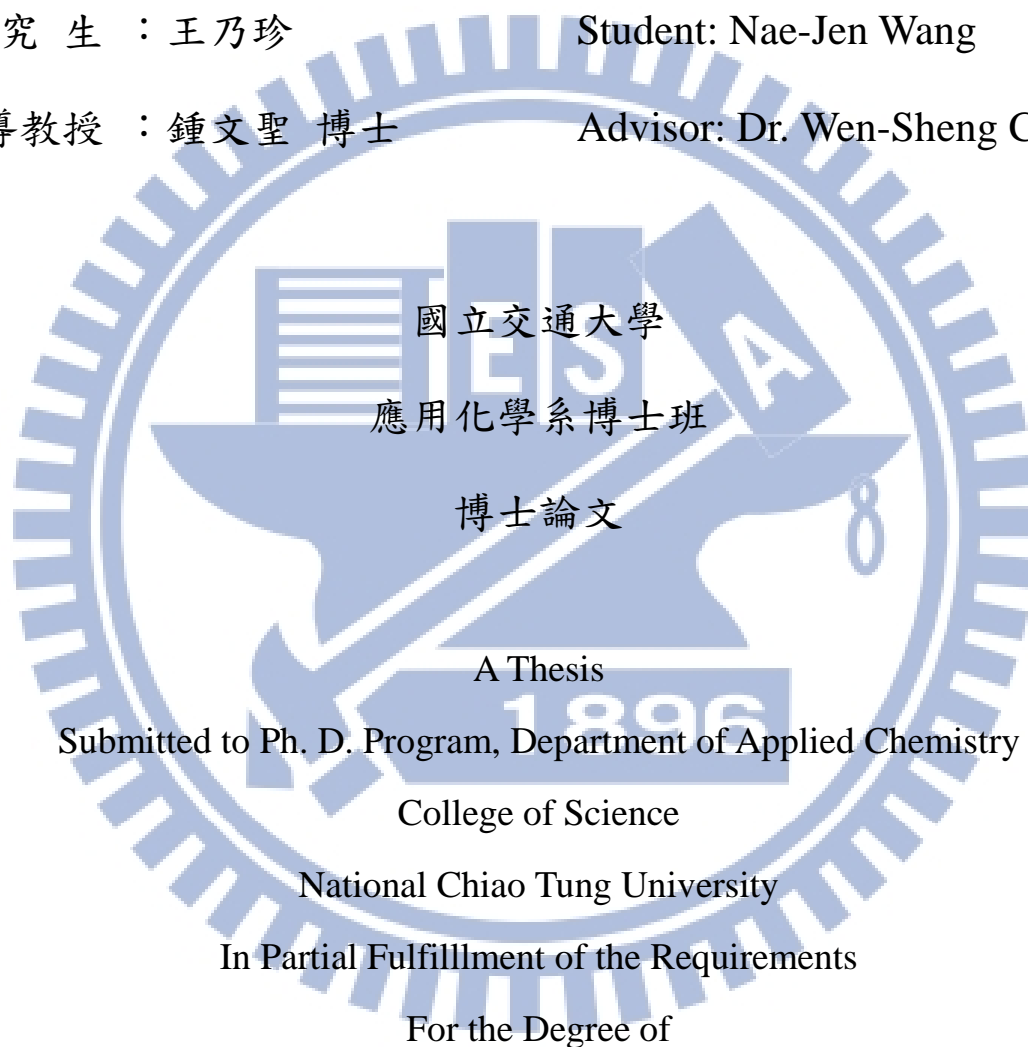 究 生 ：王乃珍 Student: Nae-Jen Wang
教授 ：鍾文聖 博士 Advisor: Dr. Wen-Sheng C
E S A
國立交通大學
應用化學系博士班
博士論文
8
A Thesis
1896
Submitted to Ph. D. Program, Department of Applied Chemistry
College of Science
National Chiao Tung University
In Partial Fulfilllment of the Requirements
For the Degree of